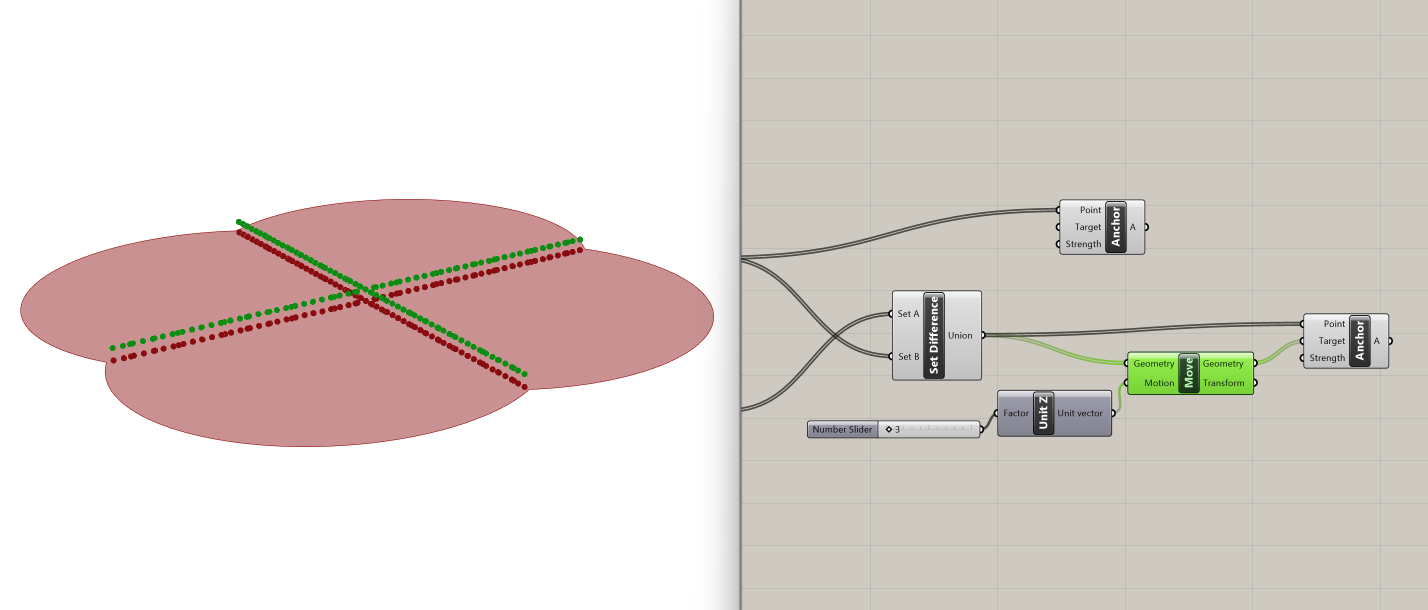 Point
Target
Strength
Anchor
A
Set A
Set B
Set Difference
Union
Point
Target
Strength
Anchor
A
Geometry
Motion
Move
Geometry
Transform
Factor
Unit Z
Unit vector
Number Slider
3